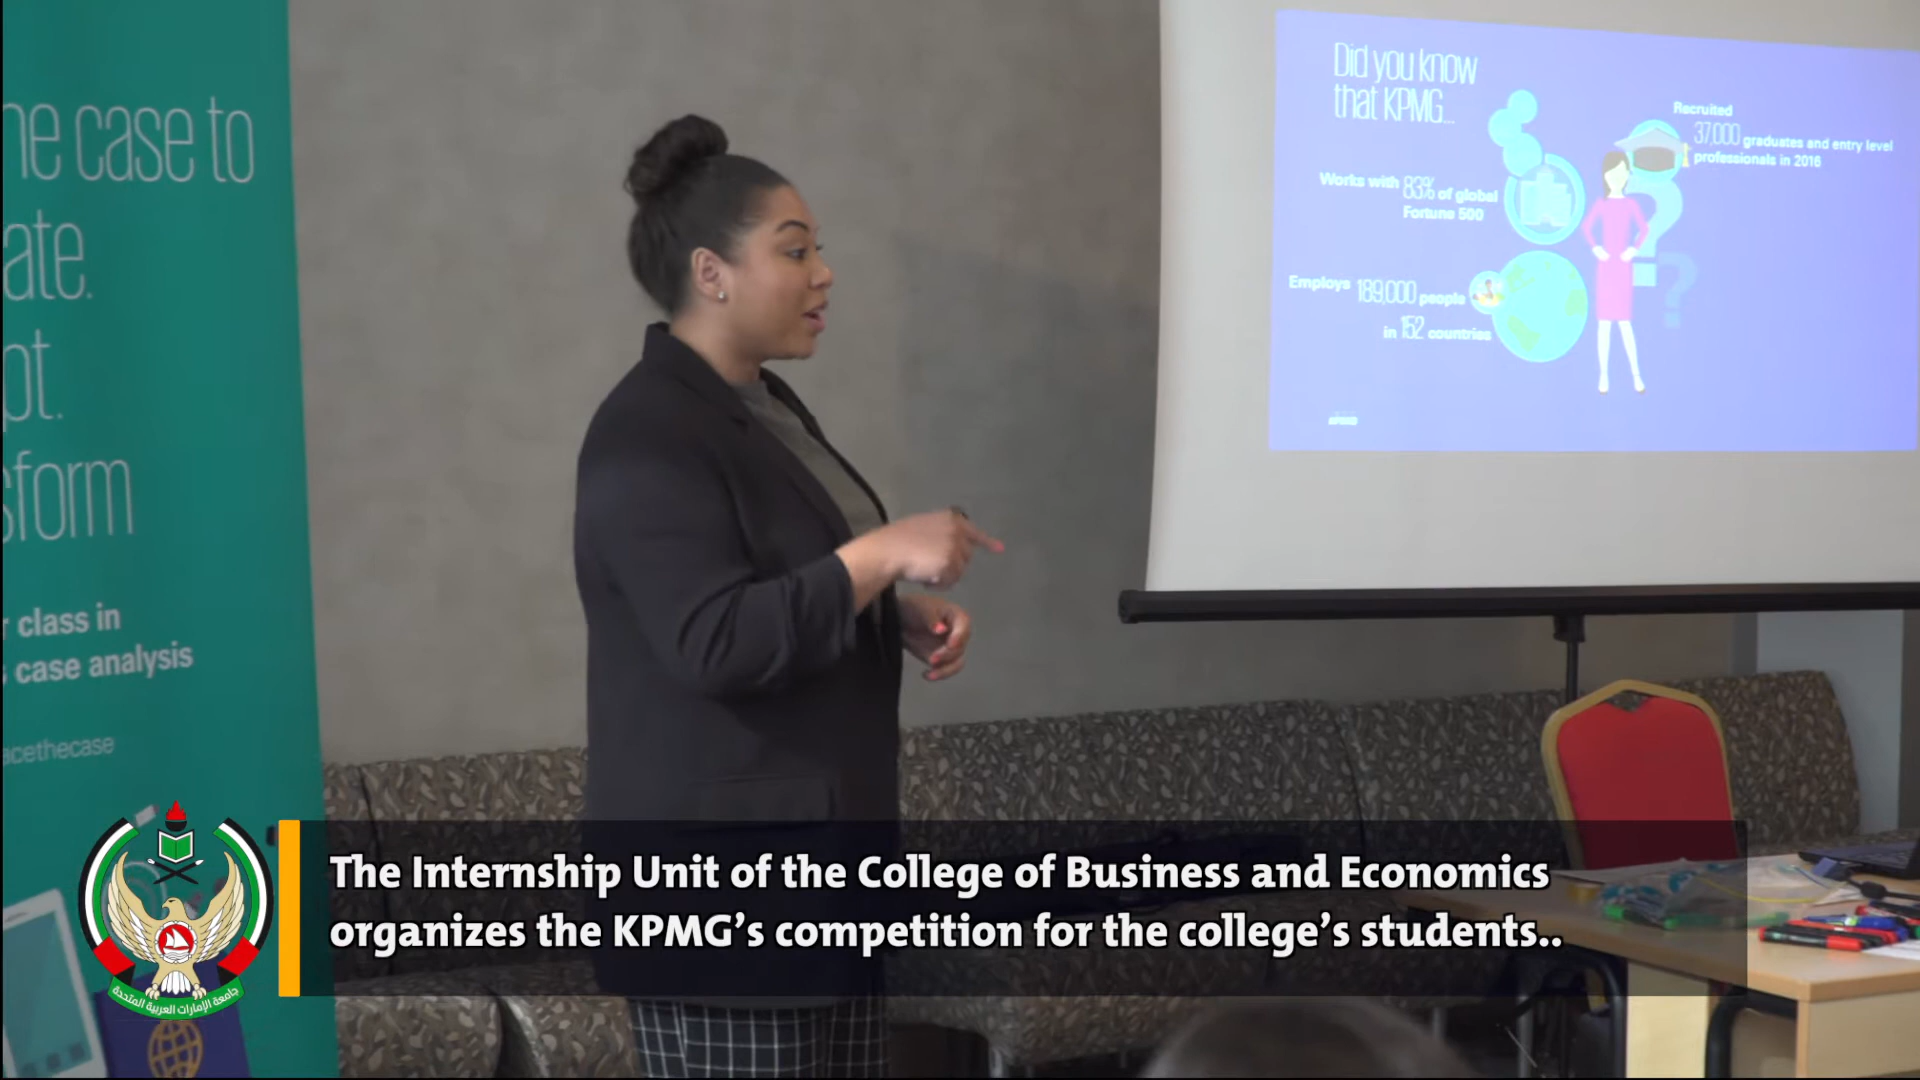 he case to
ate.
pt.
sform
r class in
s case analysis
acethecase
Did you know
that KPMG...
Recruited
37,000 graduates and entry level
professionals in 2016
Works with 83% of global
Fortune 500
Employs 189,000 people
in 152 countries
KPMG
The Internship Unit of the College of Business and Economics
organizes the KPMG’s competition for the college’s students..
جامعة الإمارات العربية المتحدة